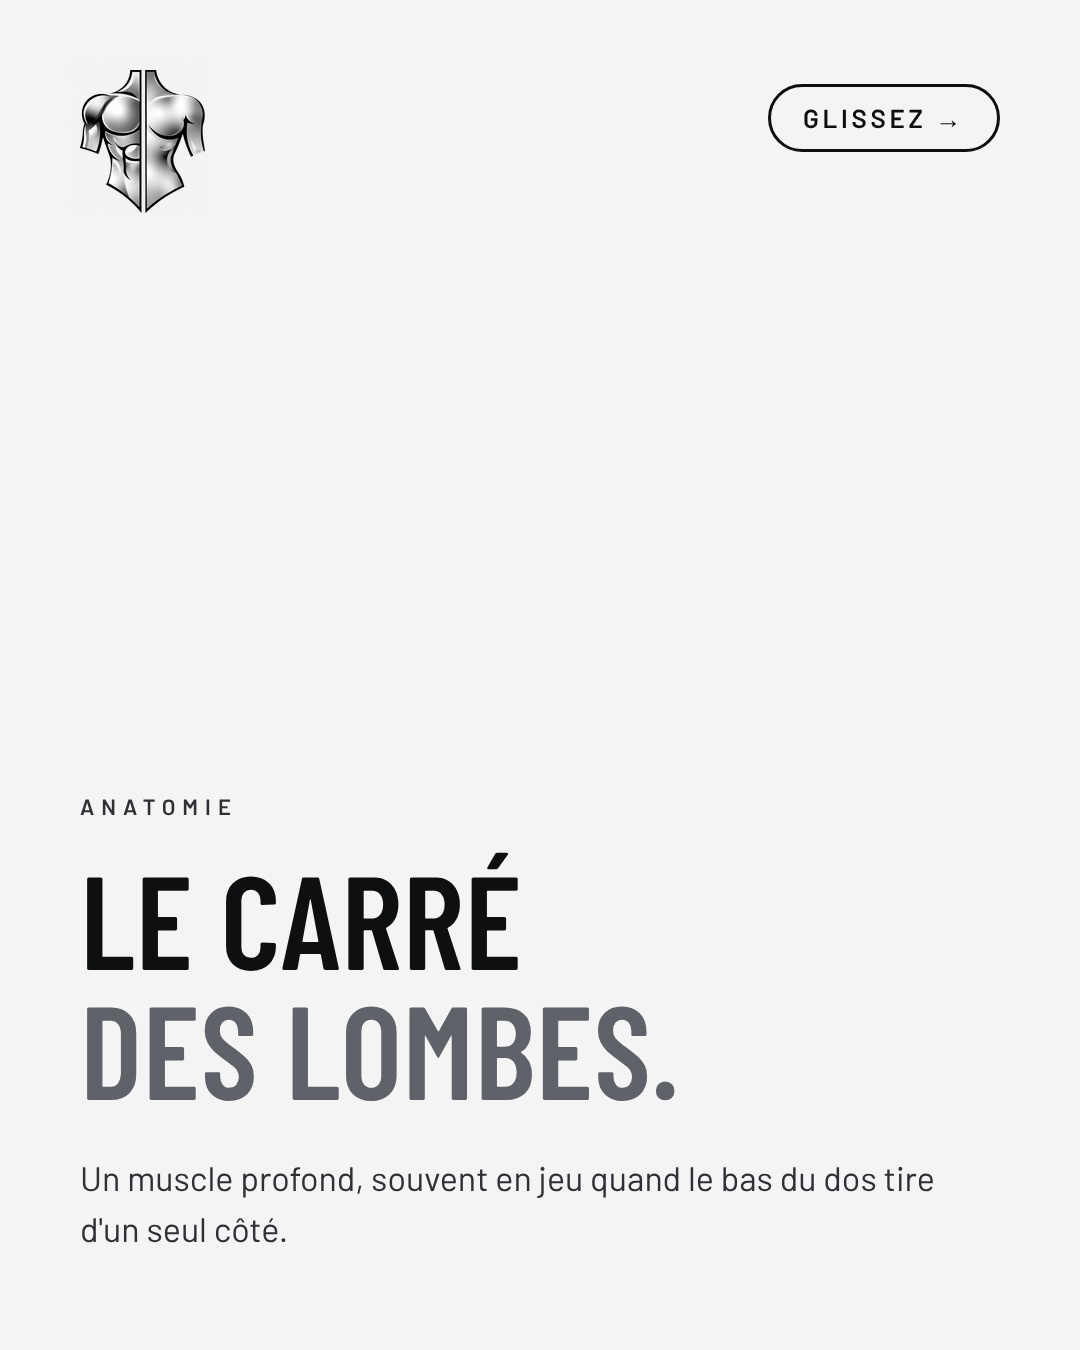 GLISSEZ →
ANATOMIE
LE CARRÉ
DES LOMBES.
Un muscle profond, souvent en jeu quand le bas du dos tire
d'un seul côté.